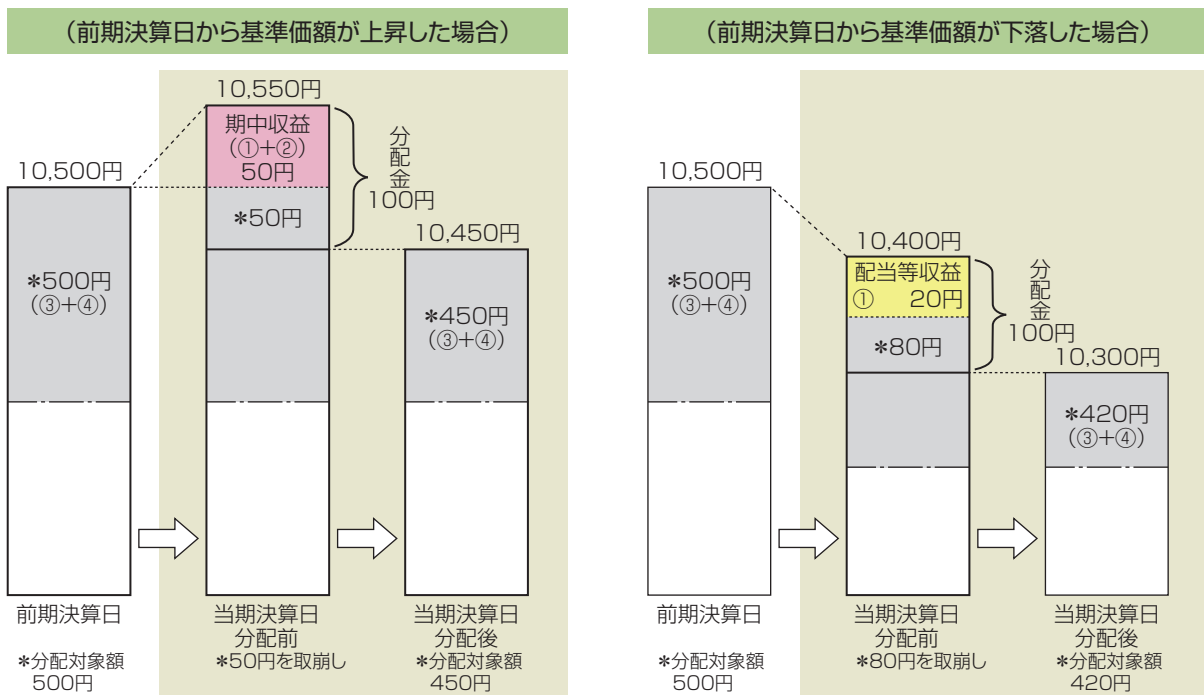 （前期決算日から基準価額が上昇した場合）
10,550円
期中収益
（①＋②）
50円
分配金
100円
10,500円
＊50円
10,450円
＊500円
（③＋④）
＊450円
（③＋④）
前期決算日
当期決算日
分配前
当期決算日
分配後
＊分配対象額
500円
＊50円を取崩し
＊分配対象額
450円
（前期決算日から基準価額が下落した場合）
10,500円
10,400円
＊500円
（③＋④）
配当等収益
① 20円
分配金
100円
＊80円
10,300円
＊420円
（③＋④）
前期決算日
当期決算日
分配前
当期決算日
分配後
＊分配対象額
500円
＊80円を取崩し
＊分配対象額
420円